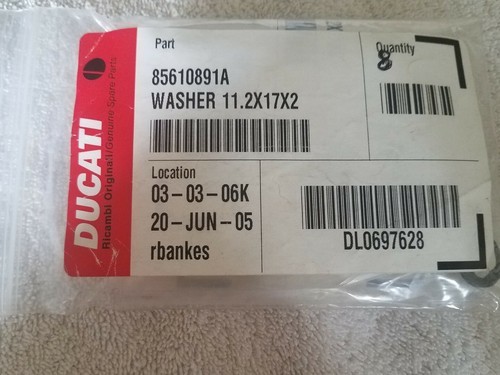 DUCATI
Ricambi Originali/Genuine Spare Parts
Part
85610891A
WASHER 11.2X17X2
Quantity
8
Location
03-03-06K
20-JUN-05
rbankes
DL0697628